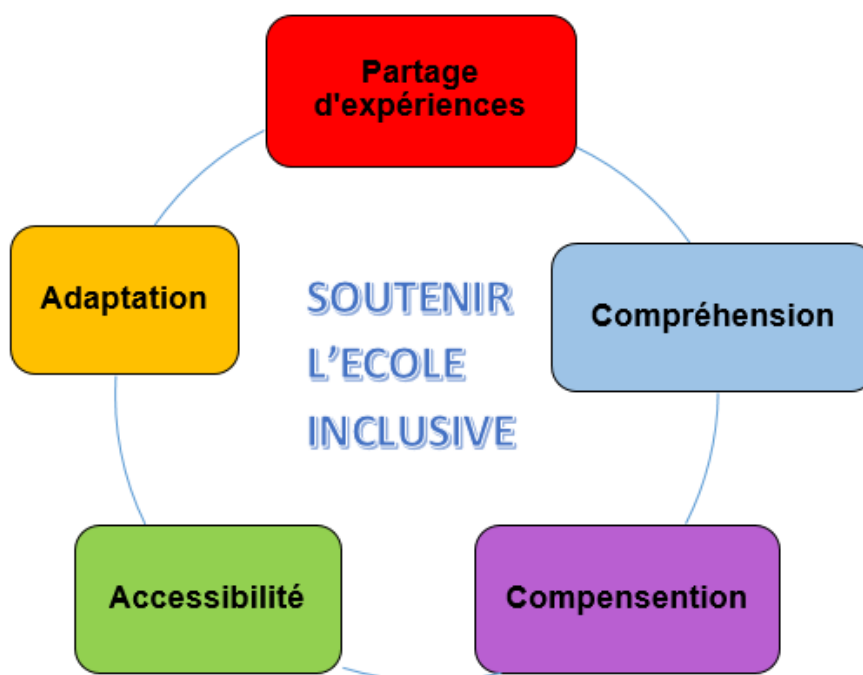 Partage
d'expériences
Adaptation
SOUTENIR
L'ECOLE
INCLUSIVE
Compréhension
Accessibilité
Compensention